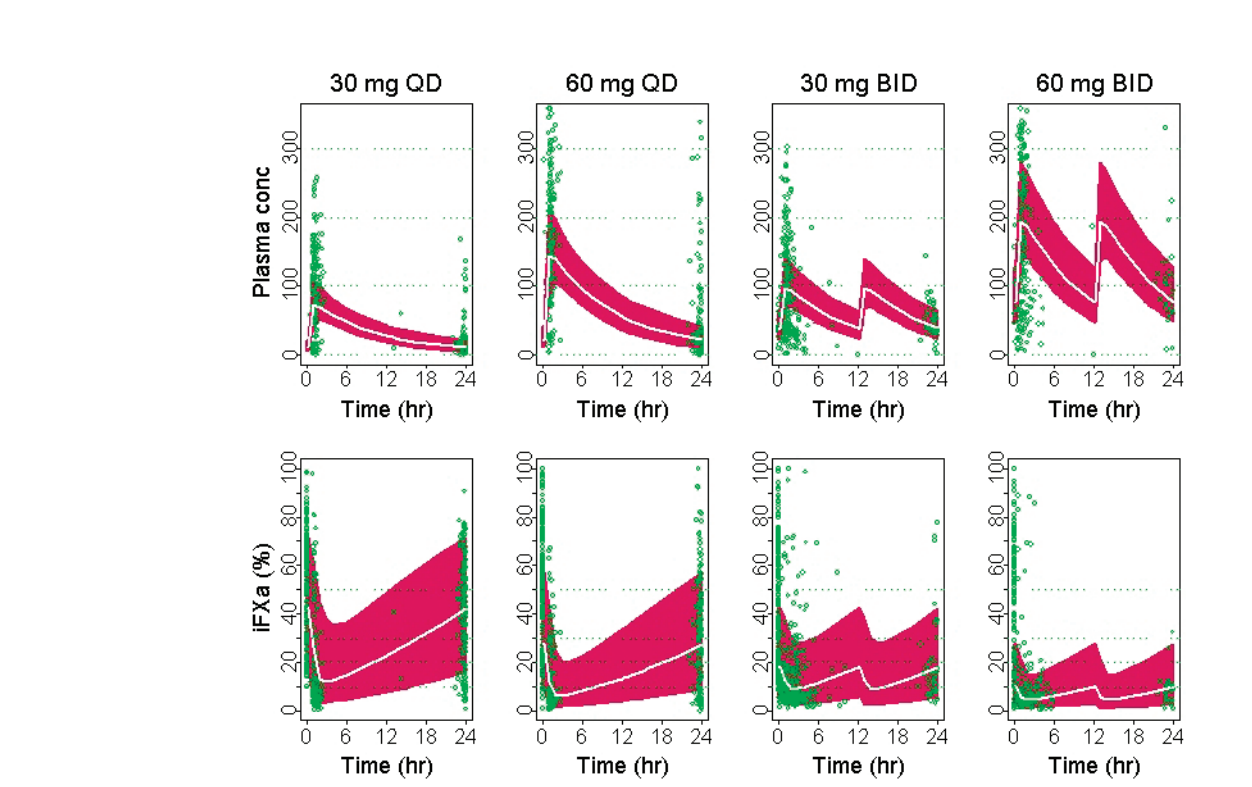 30 mg QD 60 mg QD 30 mg BID 60 mg BID
Plasma conc
300 300 300 300
200 200 200 200
100 100 100 100
0 0 0 0
0 6 12 18 24 0 6 12 18 24 0 6 12 18 24 0 6 12 18 24
Time (hr) Time (hr) Time (hr) Time (hr)
iFXa (%)
100 100 100 100
80 80 80 80
60 60 60 60
40 40 40 40
20 20 20 20
0 0 0 0
0 6 12 18 24 0 6 12 18 24 0 6 12 18 24 0 6 12 18 24
Time (hr) Time (hr) Time (hr) Time (hr)